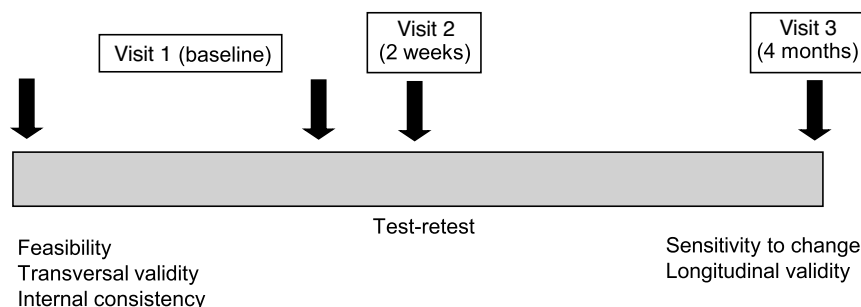 Visit 1 (baseline)
Visit 2
(2 weeks)
Visit 3
(4 months)
Test-retest
Feasibility
Transversal validity
Internal consistency
Sensitivity to change
Longitudinal validity